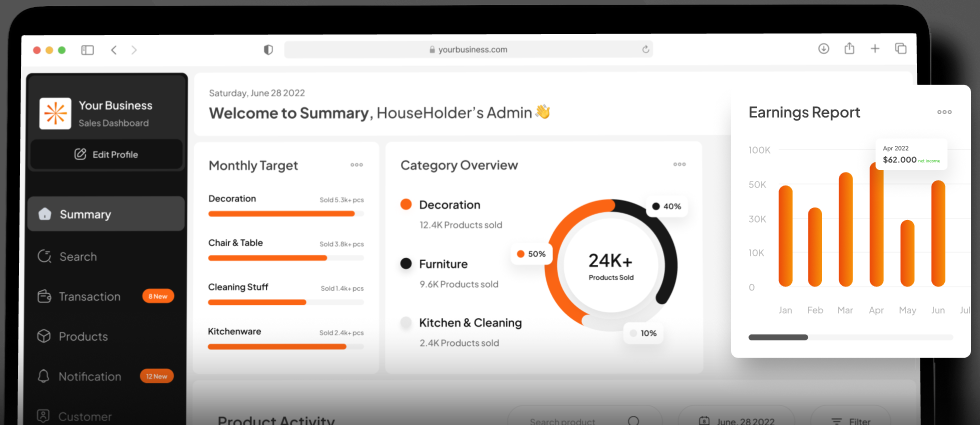 yourbusiness.com
Your Business
Sales Dashboard
Edit Profile
Summary
Search
Transaction
8 New
Products
Notification
12 New
Customer
Saturday, June 28 2022
Welcome to Summary, HouseHolder's Admin 👋
Monthly Target
Decoration
Sold 5.3k+ pcs
Chair & Table
Sold 3.8k+ pcs
Cleaning Stuff
Sold 1.4k+ pcs
Kitchenware
Sold 2.4k+ pcs
Category Overview
Decoration
12.4K Products sold
Furniture
9.6K Products sold
Kitchen & Cleaning
2.4K Products sold
40%
50%
24K+
Products Sold
10%
Earnings Report
Apr 2022
$62.000 net income
100K
50K
30K
10K
0
Jan Feb Mar Apr May Jun Jul
Product Activity
Search product
June, 28 2022
Filter